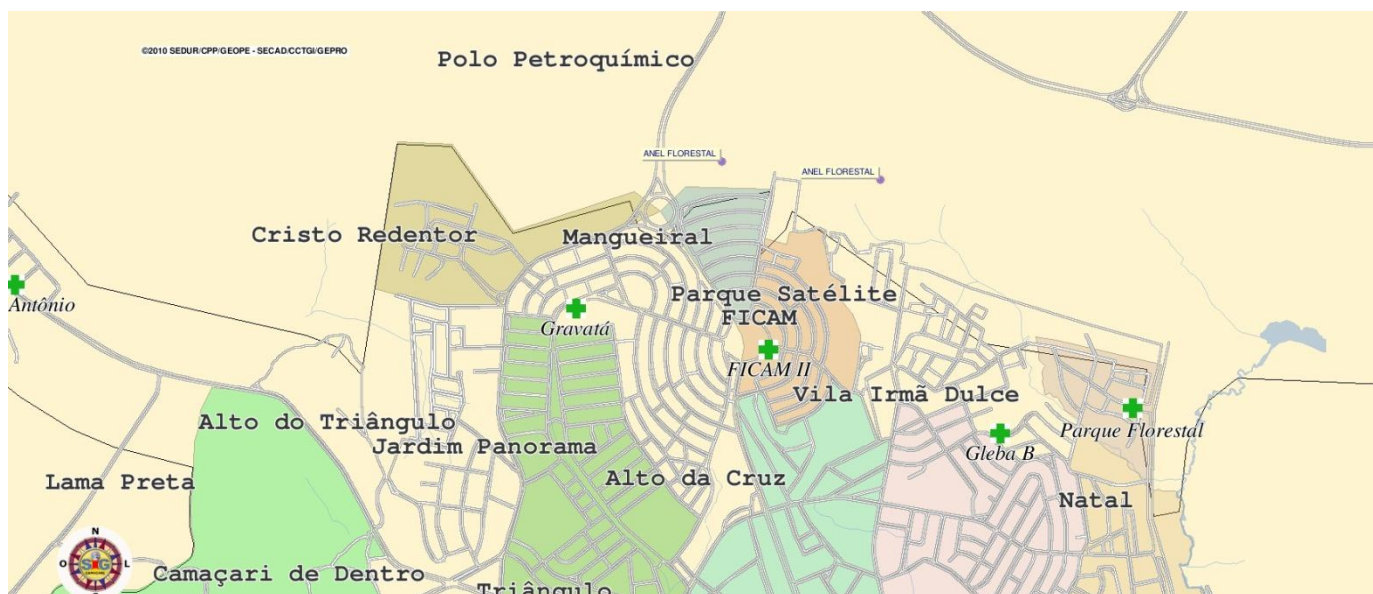 ©2010 SEDUR/CPP/GEOPE - SECAD/CCTGI/GEPRO
Polo Petroquímico
ANEL FLORESTAL
ANEL FLORESTAL
Cristo Redentor
Mangueiral
Parque Satélite
FICAM
Antônio
Gravatá
FICAM II
Vila Irmã Dulce
Alto do Triângulo
Jardim Panorama
Parque Florestal
Gleba B
Alto da Cruz
Lama Preta
Natal
N
O
SIG
L
Camaçari de Dentro
Triângulo